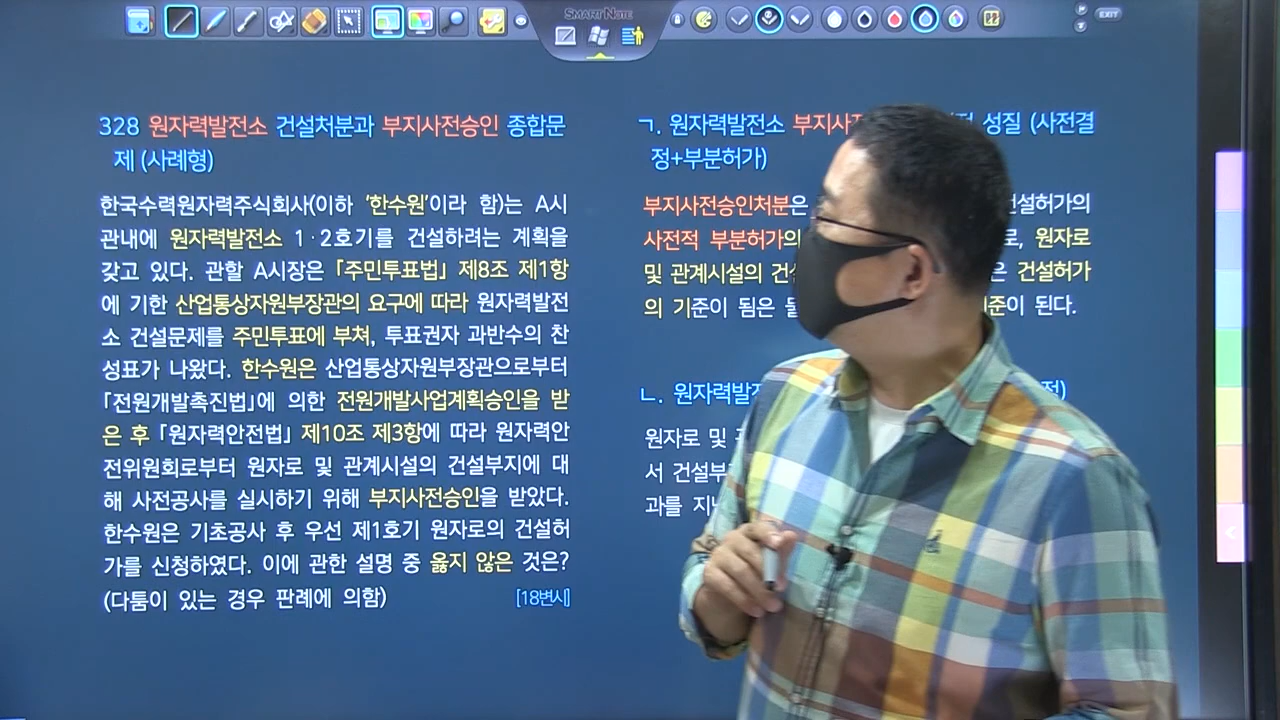 SMART NOTE
EXIT
328 원자력발전소 건설처분과 부지사전승인 종합문
제 (사례형)
한국수력원자력주식회사(이하 '한수원'이라 함)는 A시
관내에 원자력발전소 1·2호기를 건설하려는 계획을
갖고 있다. 관할 A시장은 「주민투표법」 제8조 제1항
에 기한 산업통상자원부장관의 요구에 따라 원자력발전
소 건설문제를 주민투표에 부쳐, 투표권자 과반수의 찬
성표가 나왔다. 한수원은 산업통상자원부장관으로부터
「전원개발촉진법」에 의한 전원개발사업계획승인을 받
은 후 「원자력안전법」 제10조 제3항에 따라 원자력안
전위원회로부터 원자로 및 관계시설의 건설부지에 대
해 사전공사를 실시하기 위해 부지사전승인을 받았다.
한수원은 기초공사 후 우선 제1호기 원자로의 건설허
가를 신청하였다. 이에 관한 설명 중 옳지 않은 것은?
(다툼이 있는 경우 판례에 의함) [18변시]
ㄱ. 원자력발전소 부지사 성질 (사전결
정+부분허가)
부지사전승인처분은 건설허가의
사전적 부분허가의 원자로
및 관계시설의 건 건설허가
의 기준이 됨은 준이 된다.
ㄴ. 원자력발
원자로 및
서 건설부
과를 지